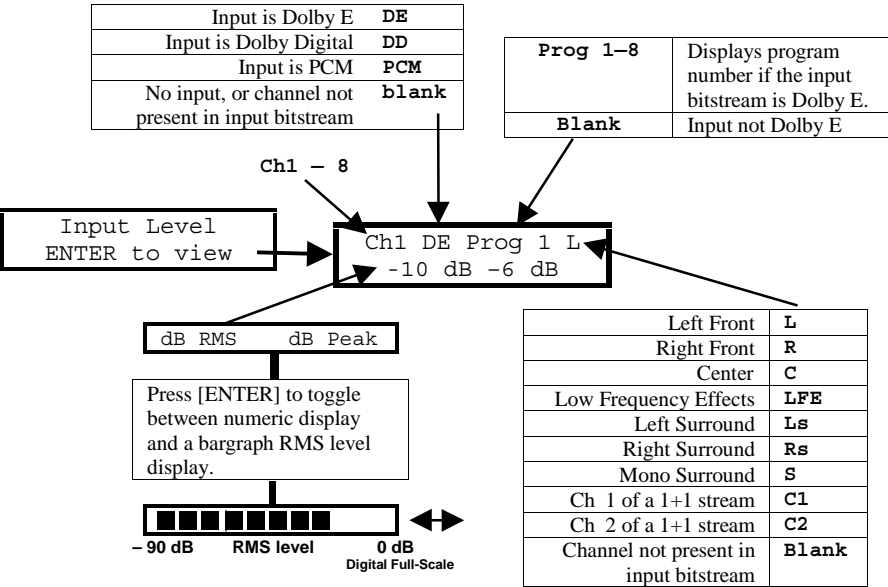 Input is Dolby E DE
Input is Dolby Digital DD
Input is PCM PCM
No input, or channel not blank
present in input bitstream
Prog 1–8 Displays program
number if the input
bitstream is Dolby E.
Blank Input not Dolby E
Ch1 – 8
Input Level
ENTER to view
Ch1 DE Prog 1 L
-10 dB –6 dB
dB RMS dB Peak
Press [ENTER] to toggle
between numeric display
and a bargraph RMS level
display.
– 90 dB RMS level 0 dB
Digital Full-Scale
Left Front L
Right Front R
Center C
Low Frequency Effects LFE
Left Surround Ls
Right Surround Rs
Mono Surround S
Ch 1 of a 1+1 stream C1
Ch 2 of a 1+1 stream C2
Channel not present in Blank
input bitstream